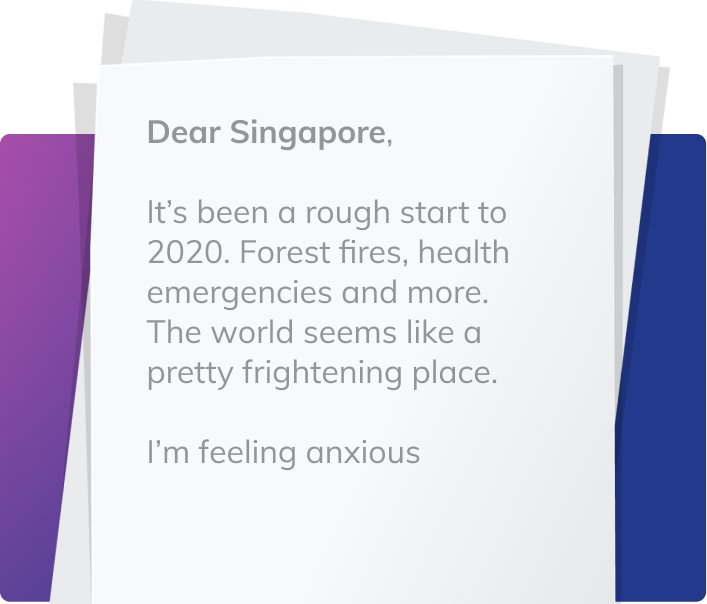 Dear Singapore,
It’s been a rough start to
2020. Forest fires, health
emergencies and more.
The world seems like a
pretty frightening place.
I’m feeling anxious